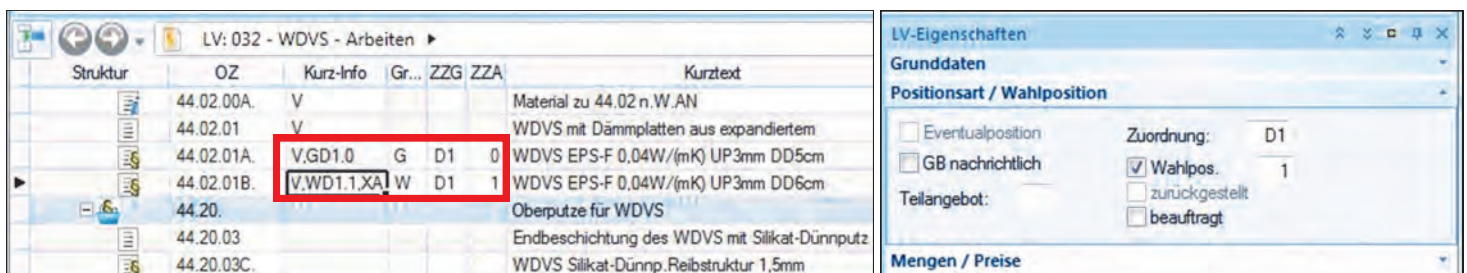 LV: 032 - WDVS - Arbeiten
Struktur OZ Kurz-Info Gr... ZZG ZZA Kurztext
44.02.00A. V Material zu 44.02 n.W.AN
44.02.01 V WDVS mit Dämmplatten aus expandiertem
44.02.01A. V,GD1.0 G D1 0 WDVS EPS-F 0,04W/(mK) UP3mm DD5cm
44.02.01B. V,WD1.1,XA W D1 1 WDVS EPS-F 0,04W/(mK) UP3mm DD6cm
44.20. Oberputze für WDVS
44.20.03 Endbeschichtung des WDVS mit Silikat-Dünnputz
44.20.03C. WDVS Silikat-Dünnp.Reibstruktur 1,5mm
LV-Eigenschaften
Grunddaten
Positionsart / Wahlposition
Eventualposition Zuordnung: D1
GB nachrichtlich Wahlpos. 1
Teilangebot: zurückgestellt
beauftragt
Mengen / Preise